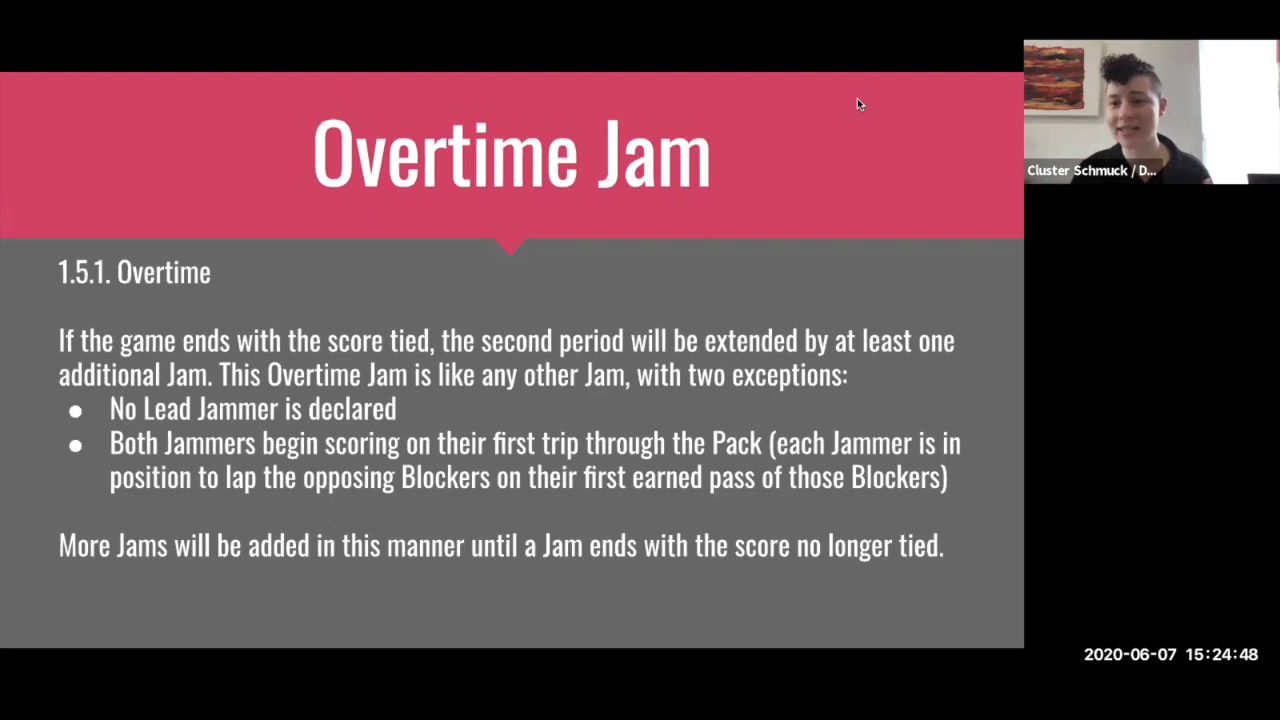 Overtime Jam
Cluster Schmuck / D...
1.5.1. Overtime
If the game ends with the score tied, the second period will be extended by at least one
additional Jam. This Overtime Jam is like any other Jam, with two exceptions:
● No Lead Jammer is declared
● Both Jammers begin scoring on their first trip through the Pack (each Jammer is in
position to lap the opposing Blockers on their first earned pass of those Blockers)
More Jams will be added in this manner until a Jam ends with the score no longer tied.
2020-06-07 15:24:48